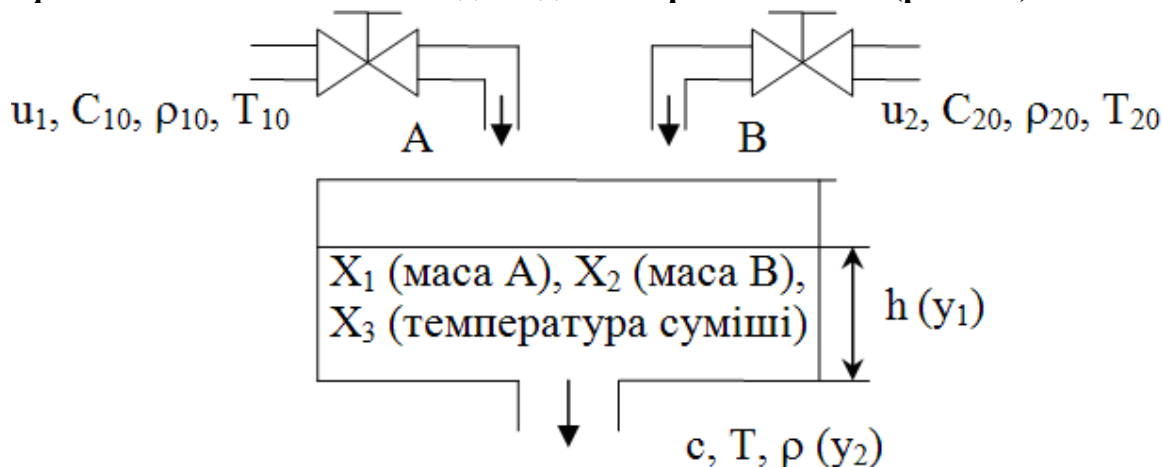 u₁, C₁₀, ρ₁₀, T₁₀
u₂, C₂₀, ρ₂₀, T₂₀
A
B
X₁ (маса А), X₂ (маса В),
X₃ (температура суміші)
h (y₁)
c, T, ρ (y₂)